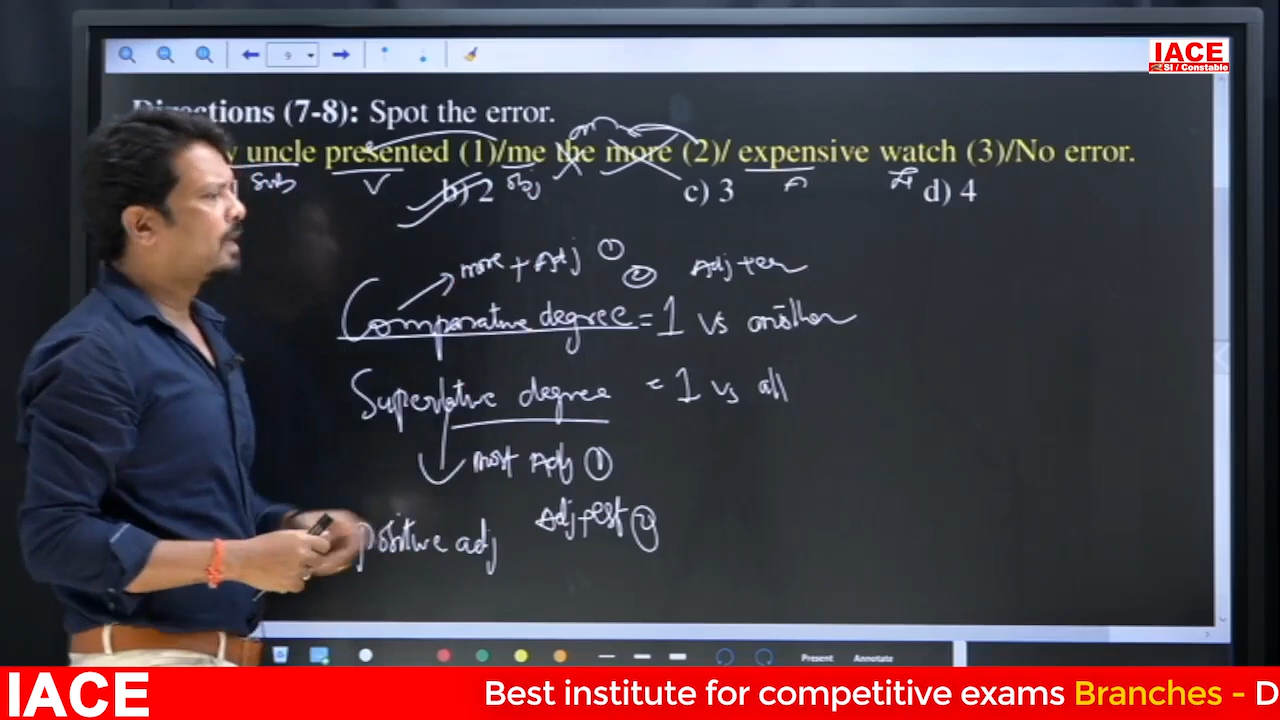 IACE
SI / Constable
9
Directions (7-8): Spot the error.
uncle presented (1)/me the more (2)/ expensive watch (3)/No error.
an
Sub V obj A N
b) 2 c) 3 d) 4
more + Adj ① ② Adj + er
Comparative degree = 1 vs another
Superlative degree = 1 vs all
most Adj ①
Adj + est ②
positive adj
Present Annotate
IACE Best institute for competitive exams Branches - D